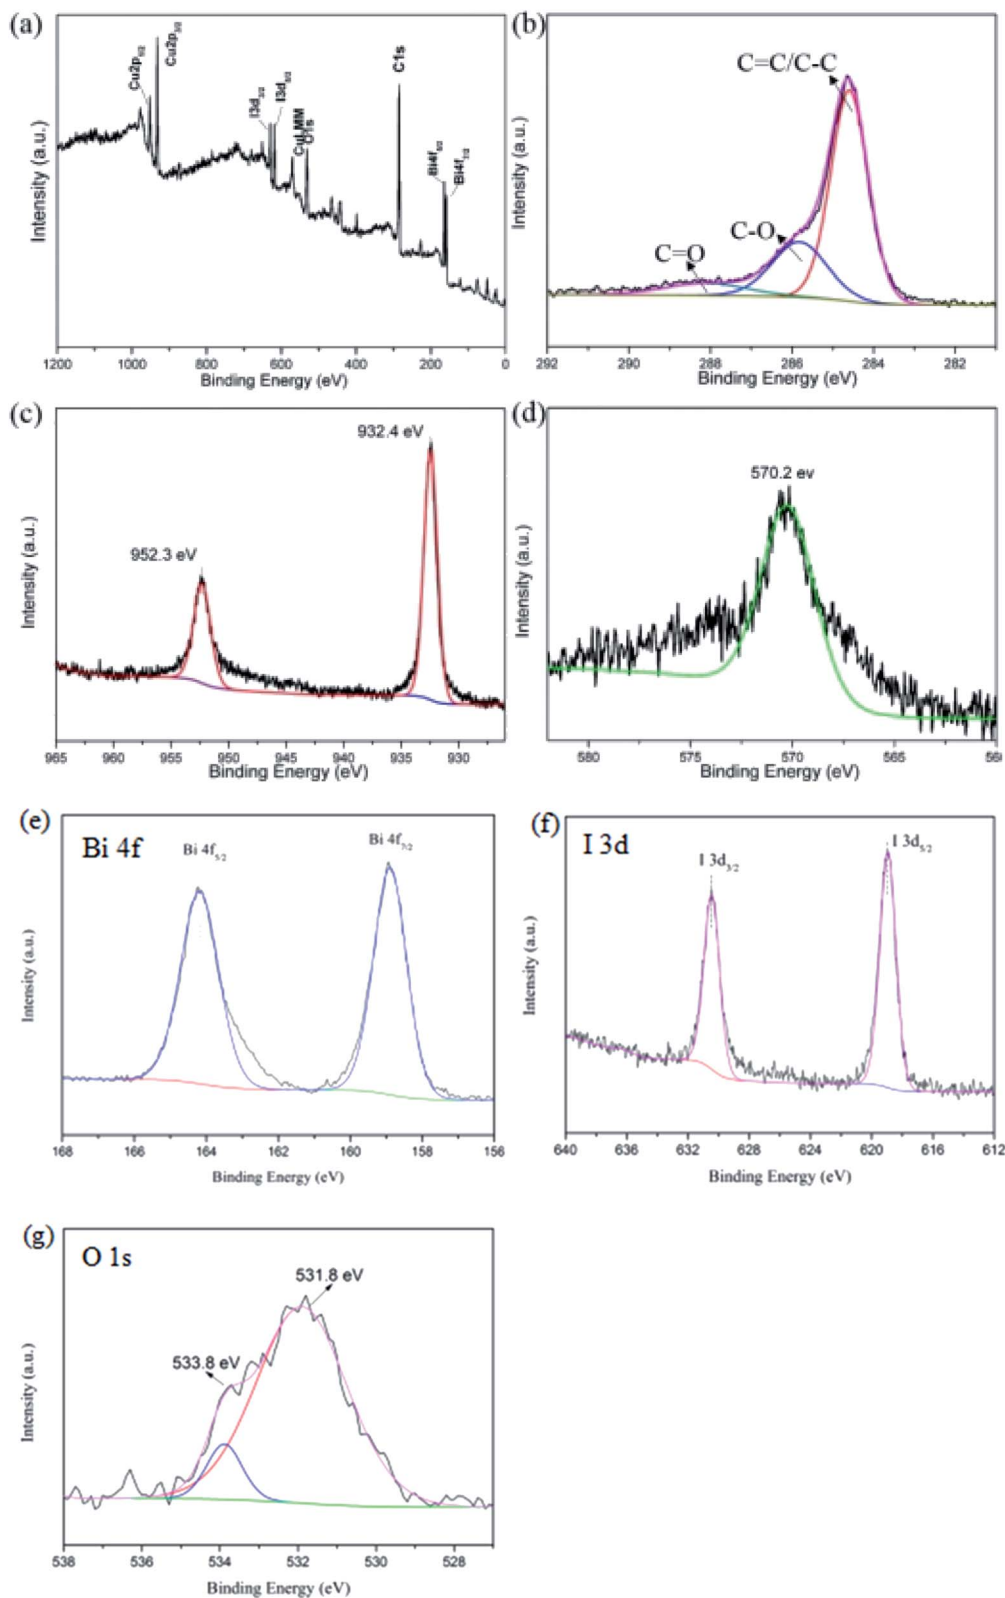 (a)
Cu2p1/2
Cu2p3/2
I3d3/2
I3d5/2
CuLMM
O1s
C1s
Bi4f5/2
Bi4f7/2
Intensity (a.u.)
1200 1000 800 600 400 200 0
Binding Energy (eV)
(b)
C=C/C-C
C-O
C=O
Intensity (a.u.)
292 290 288 286 284 282
Binding Energy (eV)
(c)
932.4 eV
952.3 eV
Intensity (a.u.)
965 960 955 950 945 940 935 930
Binding Energy (eV)
(d)
570.2 ev
Intensity (a.u.)
580 575 570 565 56
Binding Energy (eV)
(e)
Bi 4f
Bi 4f5/2
Bi 4f7/2
Intensity (a.u.)
168 166 164 162 160 158 156
Binding Energy (eV)
(f)
I 3d
I 3d3/2
I 3d5/2
Intensity (a.u.)
640 636 632 628 624 620 616 612
Binding Energy (eV)
(g)
O 1s
531.8 eV
533.8 eV
Intensity (a.u.)
538 536 534 532 530 528
Binding Energy (eV)